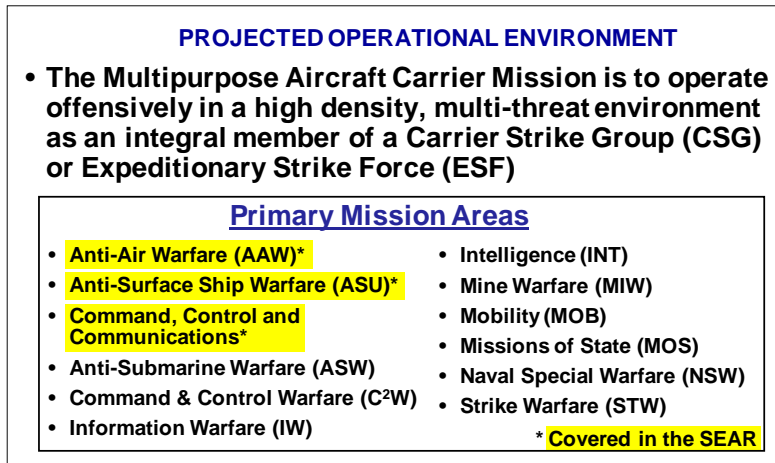 PROJECTED OPERATIONAL ENVIRONMENT
• The Multipurpose Aircraft Carrier Mission is to operate
offensively in a high density, multi-threat environment
as an integral member of a Carrier Strike Group (CSG)
or Expeditionary Strike Force (ESF)
Primary Mission Areas
• Anti-Air Warfare (AAW)*
• Anti-Surface Ship Warfare (ASU)*
• Command, Control and
Communications*
• Anti-Submarine Warfare (ASW)
• Command & Control Warfare (C²W)
• Information Warfare (IW)
• Intelligence (INT)
• Mine Warfare (MIW)
• Mobility (MOB)
• Missions of State (MOS)
• Naval Special Warfare (NSW)
• Strike Warfare (STW)
* Covered in the SEAR